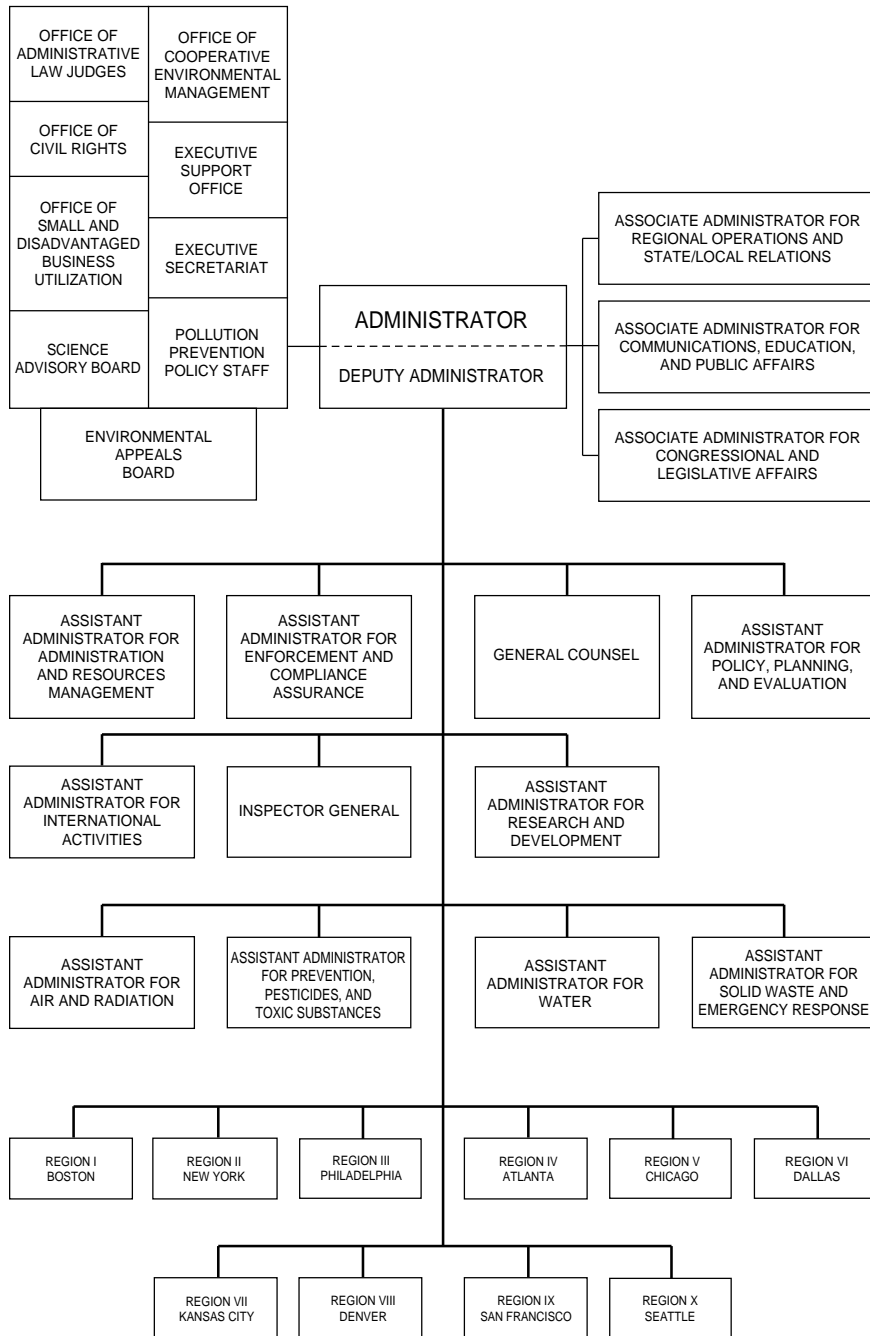 OFFICE OF
ADMINISTRATIVE
LAW JUDGES
OFFICE OF
COOPERATIVE
ENVIRONMENTAL
MANAGEMENT
OFFICE OF
CIVIL RIGHTS
EXECUTIVE
SUPPORT
OFFICE
OFFICE OF
SMALL AND
DISADVANTAGED
BUSINESS
UTILIZATION
EXECUTIVE
SECRETARIAT
SCIENCE
ADVISORY BOARD
POLLUTION
PREVENTION
POLICY STAFF
ENVIRONMENTAL
APPEALS
BOARD
ADMINISTRATOR
DEPUTY ADMINISTRATOR
ASSOCIATE ADMINISTRATOR FOR
REGIONAL OPERATIONS AND
STATE/LOCAL RELATIONS
ASSOCIATE ADMINISTRATOR FOR
COMMUNICATIONS, EDUCATION,
AND PUBLIC AFFAIRS
ASSOCIATE ADMINISTRATOR FOR
CONGRESSIONAL AND
LEGISLATIVE AFFAIRS
ASSISTANT
ADMINISTRATOR FOR
ADMINISTRATION
AND RESOURCES
MANAGEMENT
ASSISTANT
ADMINISTRATOR FOR
ENFORCEMENT AND
COMPLIANCE
ASSURANCE
GENERAL COUNSEL
ASSISTANT
ADMINISTRATOR FOR
POLICY, PLANNING,
AND EVALUATION
ASSISTANT
ADMINISTRATOR FOR
INTERNATIONAL
ACTIVITIES
INSPECTOR GENERAL
ASSISTANT
ADMINISTRATOR FOR
RESEARCH AND
DEVELOPMENT
ASSISTANT
ADMINISTRATOR FOR
AIR AND RADIATION
ASSISTANT ADMINISTRATOR
FOR PREVENTION,
PESTICIDES, AND
TOXIC SUBSTANCES
ASSISTANT
ADMINISTRATOR FOR
WATER
ASSISTANT
ADMINISTRATOR FOR
SOLID WASTE AND
EMERGENCY RESPONSE
REGION I
BOSTON
REGION II
NEW YORK
REGION III
PHILADELPHIA
REGION IV
ATLANTA
REGION V
CHICAGO
REGION VI
DALLAS
REGION VII
KANSAS CITY
REGION VIII
DENVER
REGION IX
SAN FRANCISCO
REGION X
SEATTLE